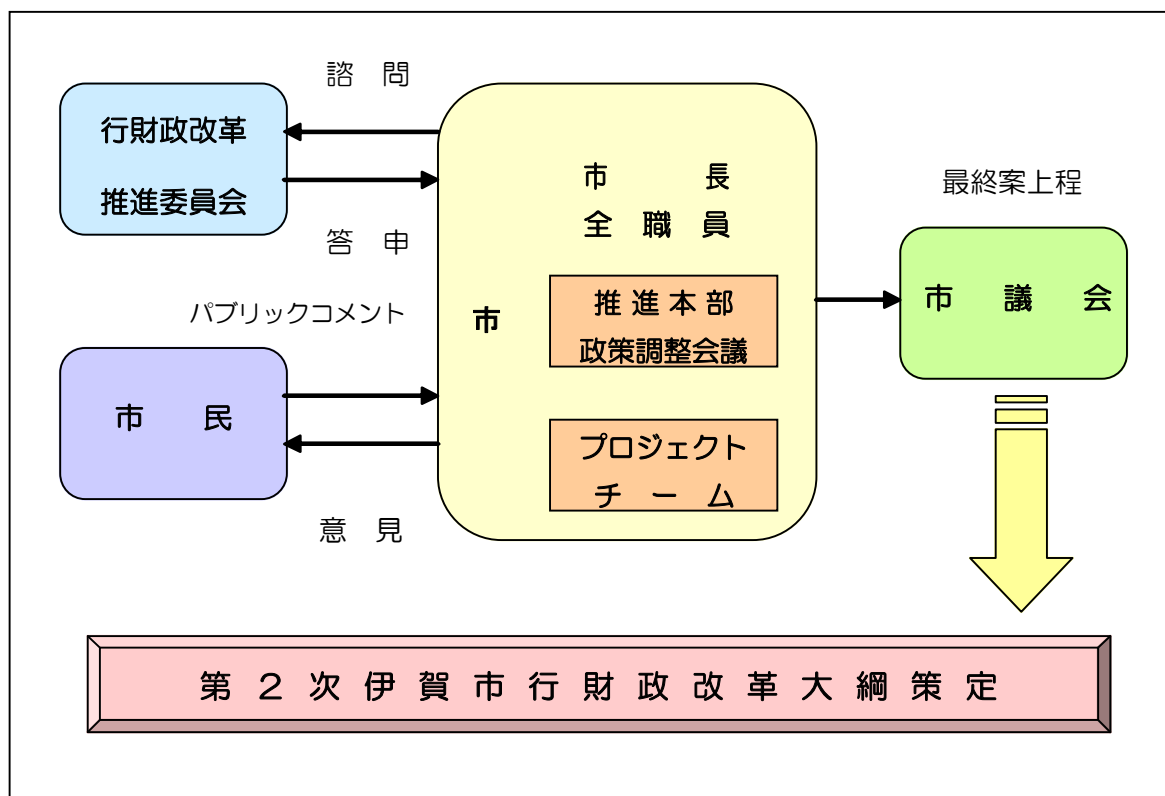 諮　問
行財政改革
推進委員会
答　申
パブリックコメント
市　民
意　見
市
市　長
全　職　員
推 進 本 部
政策調整会議
プロジェクト
チ　ー　ム
最終案上程
市　議　会
第２次伊賀市行財政改革大綱策定